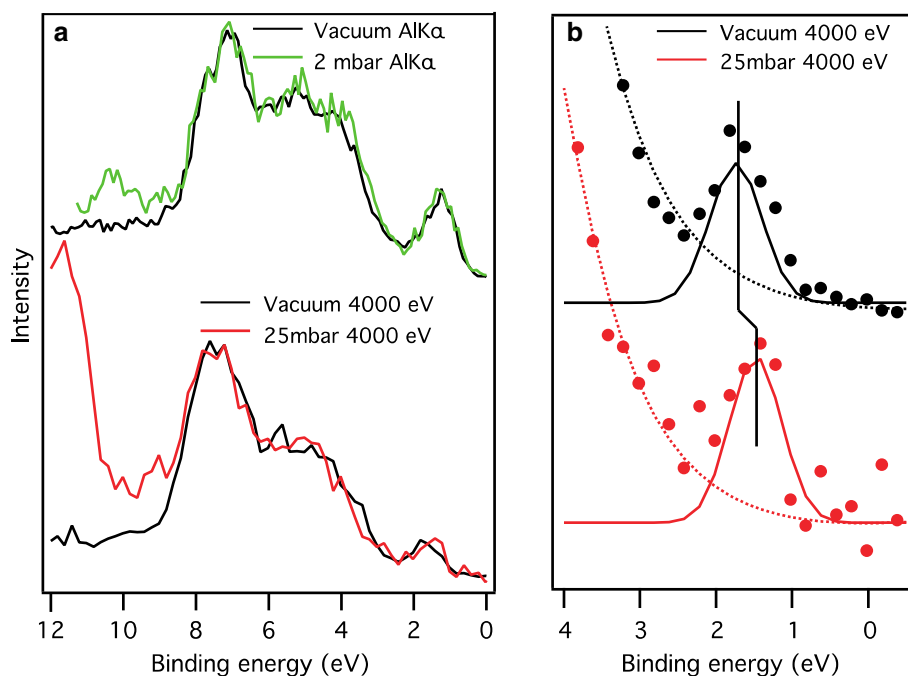 a
Vacuum AlKα
2 mbar AlKα
Intensity
Vacuum 4000 eV
25mbar 4000 eV
12 10 8 6 4 2 0
Binding energy (eV)
b
Vacuum 4000 eV
25mbar 4000 eV
4 3 2 1 0
Binding energy (eV)